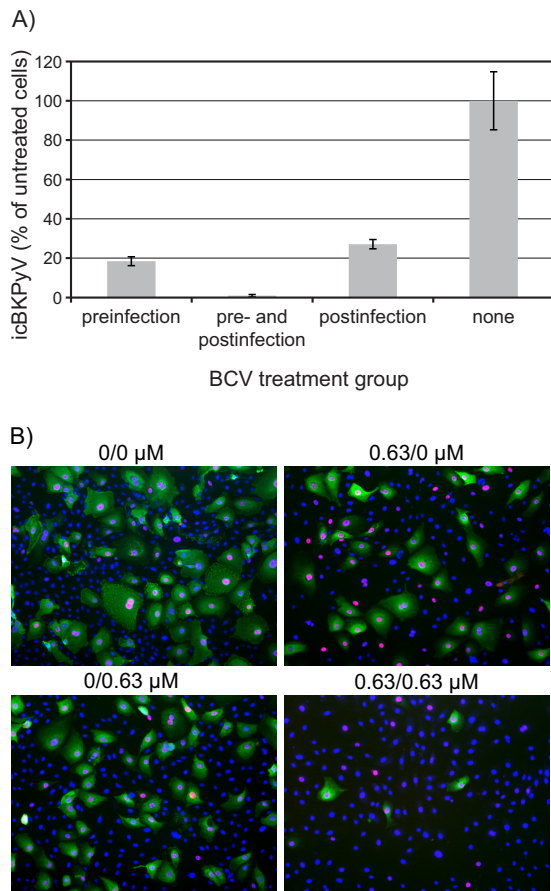 A)
icBKPyV (% of untreated cells)
120
100
80
60
40
20
0
preinfection
pre- and
postinfection
postinfection
none
BCV treatment group
B)
0/0 µM
0.63/0 µM
0/0.63 µM
0.63/0.63 µM